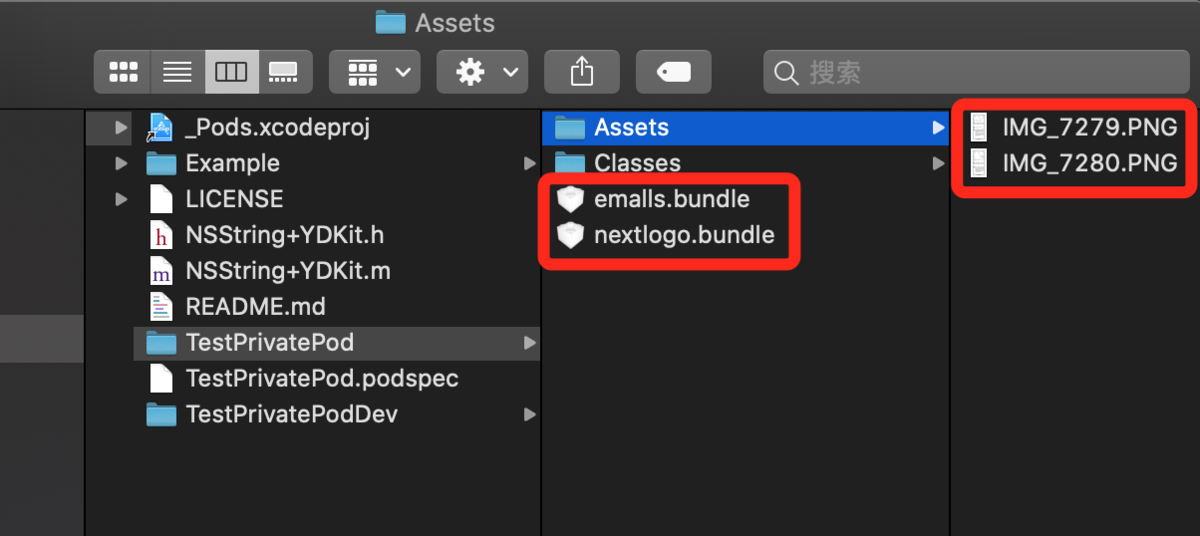 Assets
搜索
_Pods.xcodeproj
Example
LICENSE
NSString+YDKit.h
NSString+YDKit.m
README.md
TestPrivatePod
TestPrivatePod.podspec
TestPrivatePodDev
Assets
Classes
emalls.bundle
nextlogo.bundle
IMG_7279.PNG
IMG_7280.PNG